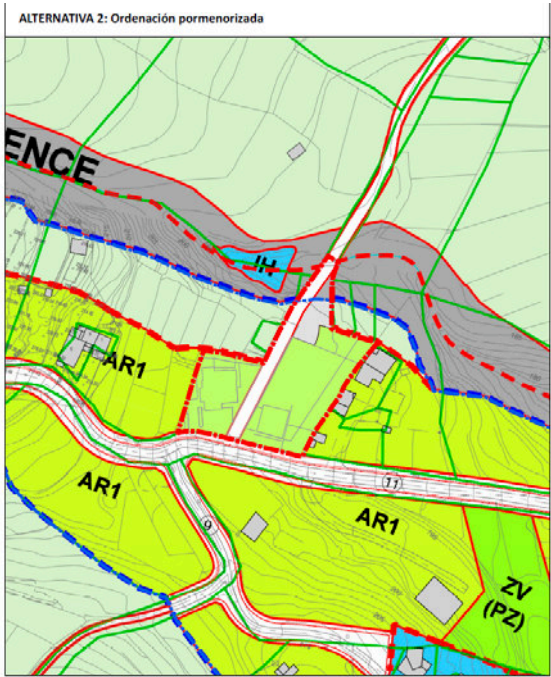 ALTERNATIVA 2: Ordenación pormenorizada
ENCE
IH
AR1
AR1
11
AR1
9
ZV
(PZ)